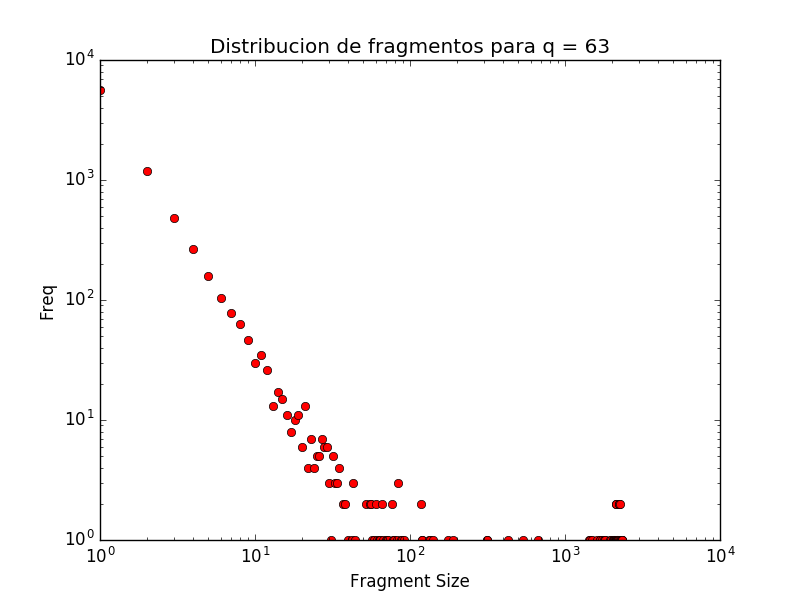 Distribucion de fragmentos para q = 63
10^4
10^3
10^2
10^1
10^0
Freq
10^0 10^1 10^2 10^3 10^4
Fragment Size